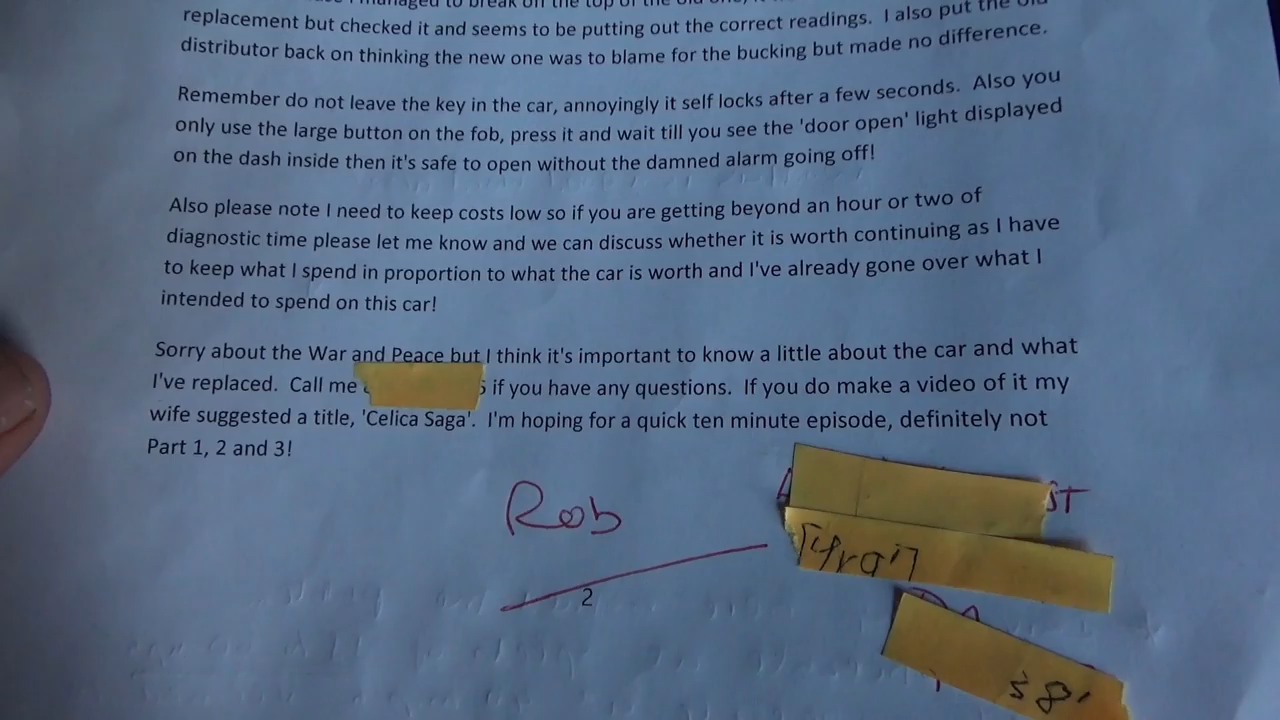 replacement but checked it and seems to be putting out the correct readings. I also put the old
distributor back on thinking the new one was to blame for the bucking but made no difference.
Remember do not leave the key in the car, annoyingly it self locks after a few seconds. Also you
only use the large button on the fob, press it and wait till you see the 'door open' light displayed
on the dash inside then it's safe to open without the damned alarm going off!
Also please note I need to keep costs low so if you are getting beyond an hour or two of
diagnostic time please let me know and we can discuss whether it is worth continuing as I have
to keep what I spend in proportion to what the car is worth and I've already gone over what I
intended to spend on this car!
Sorry about the War and Peace but I think it's important to know a little about the car and what
I've replaced. Call me if you have any questions. If you do make a video of it my
wife suggested a title, 'Celica Saga'. I'm hoping for a quick ten minute episode, definitely not
Part 1, 2 and 3!
Rob
ST
2